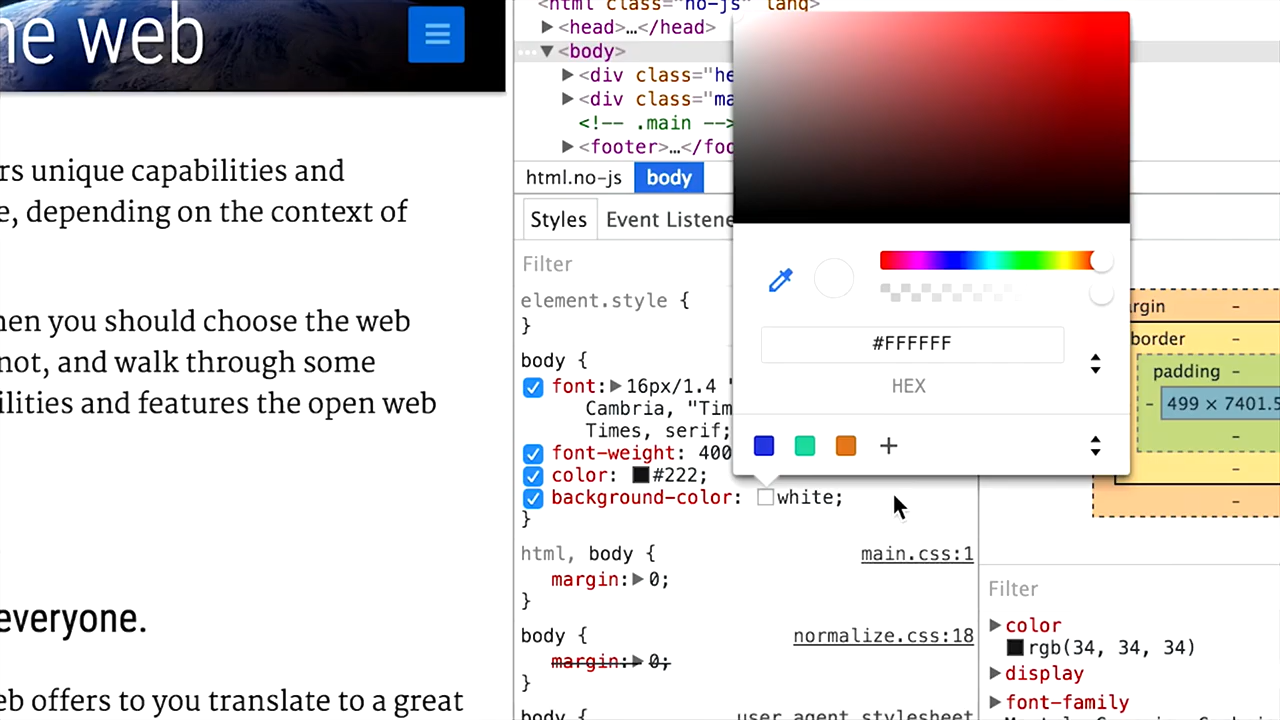 ne web
rs unique capabilities and
e, depending on the context of
hen you should choose the web
not, and walk through some
ilities and features the open web
everyone.
eb offers to you translate to a great
<html class="no-js" lang
<head>…</head>
… <body>
<div class="he
<div class="ma
<!-- .main -->
<footer>…</foo
html.no-js body
Styles Event Listene
Filter
element.style {
}
body {
font: 16px/1.4 "
Cambria, "Tim
Times, serif;
font-weight: 400
color: #222;
background-color: white;
}
html, body { main.css:1
margin: 0;
}
body { normalize.css:18
margin: 0;
}
body { user agent stylesheet
#FFFFFF
HEX
+
rgin –
border –
padding –
– 499 × 7401.5
–
–
–
Filter
color
rgb(34, 34, 34)
display
font-family